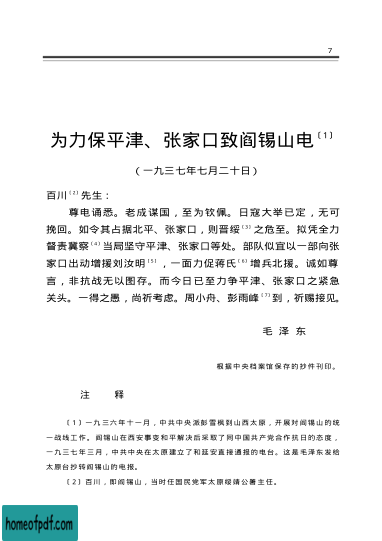 7
为力保平津、张家口致阎锡山电〔1〕
（一九三七年七月二十日）
百川〔2〕先生：
尊电诵悉。老成谋国，至为钦佩。日寇大举已定，无可
挽回。如令其占据北平、张家口，则晋绥〔3〕之危至。拟凭全力
督责冀察〔4〕当局坚守平津、张家口等处。部队似宜以一部向张
家口出动增援刘汝明〔5〕，一面力促蒋氏〔6〕增兵北援。诚如尊
言，非抗战无以图存。而今日已至力争平津、张家口之紧急
关头。一得之愚，尚祈考虑。周小舟、彭雨峰〔7〕到，祈赐接见。
毛泽东
根据中央档案馆保存的抄件刊印。
注释
〔1〕一九三六年十一月，中共中央派彭雪枫到山西太原，开展对阎锡山的统
一战线工作。阎锡山在西安事变和平解决后采取了同中国共产党合作抗日的态度，
一九三七年三月，中共中央在太原建立了和延安直接通报的电台。这是毛泽东发给
太原台抄转阎锡山的电报。
〔2〕百川，即阎锡山，当时任国民党军太原绥靖公署主任。
homeofpdf.com